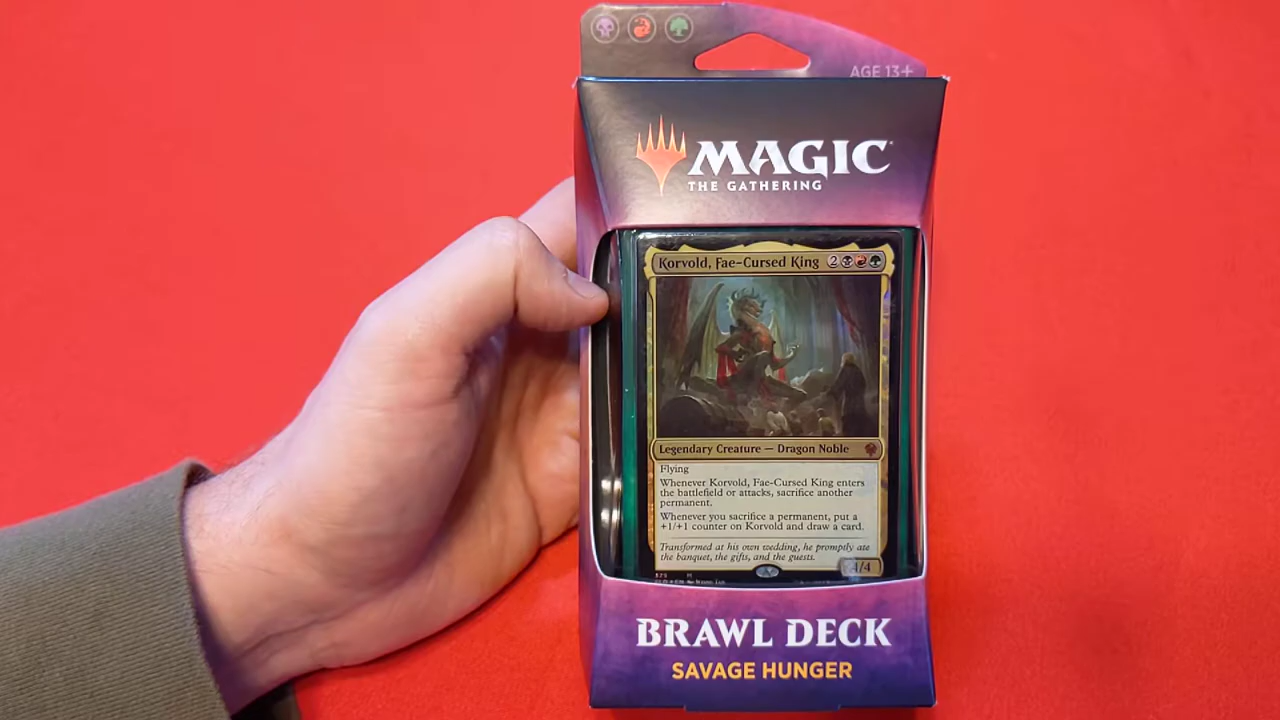 AGE 13+
MAGIC
THE GATHERING
Korvold, Fae-Cursed King 2
Legendary Creature — Dragon Noble
Flying
Whenever Korvold, Fae-Cursed King enters
the battlefield or attacks, sacrifice another
permanent.
Whenever you sacrifice a permanent, put a
+1/+1 counter on Korvold and draw a card.
Transformed at his own wedding, he promptly ate
the banquet, the gifts, and the guests.
4/4
BRAWL DECK
SAVAGE HUNGER